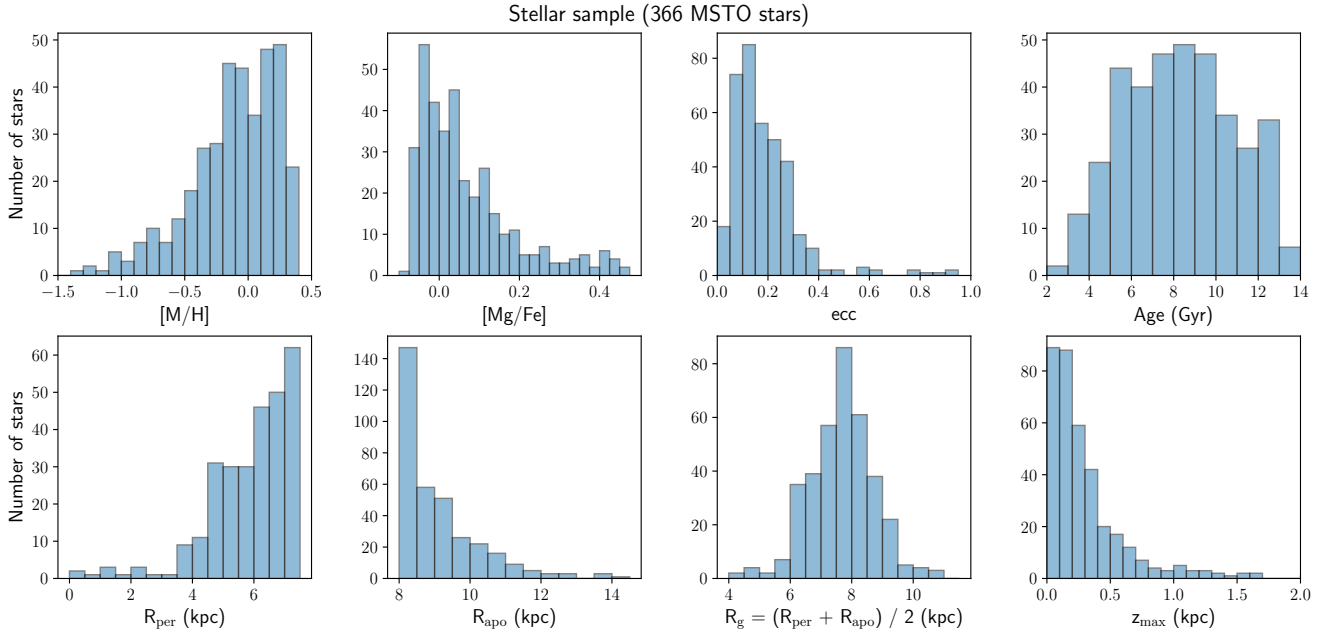 Stellar sample (366 MSTO stars)
Number of stars
50
40
30
20
10
0
−1.5 −1.0 −0.5 0.0 0.5
[M/H]
50
40
30
20
10
0
0.0 0.2 0.4
[Mg/Fe]
80
60
40
20
0
0.0 0.2 0.4 0.6 0.8 1.0
ecc
50
40
30
20
10
0
2 4 6 8 10 12 14
Age (Gyr)
Number of stars
60
50
40
30
20
10
0
0 2 4 6
R_per (kpc)
140
120
100
80
60
40
20
0
8 10 12 14
R_apo (kpc)
80
60
40
20
0
4 6 8 10
R_g = (R_per + R_apo) / 2 (kpc)
80
60
40
20
0
0.0 0.5 1.0 1.5 2.0
z_max (kpc)